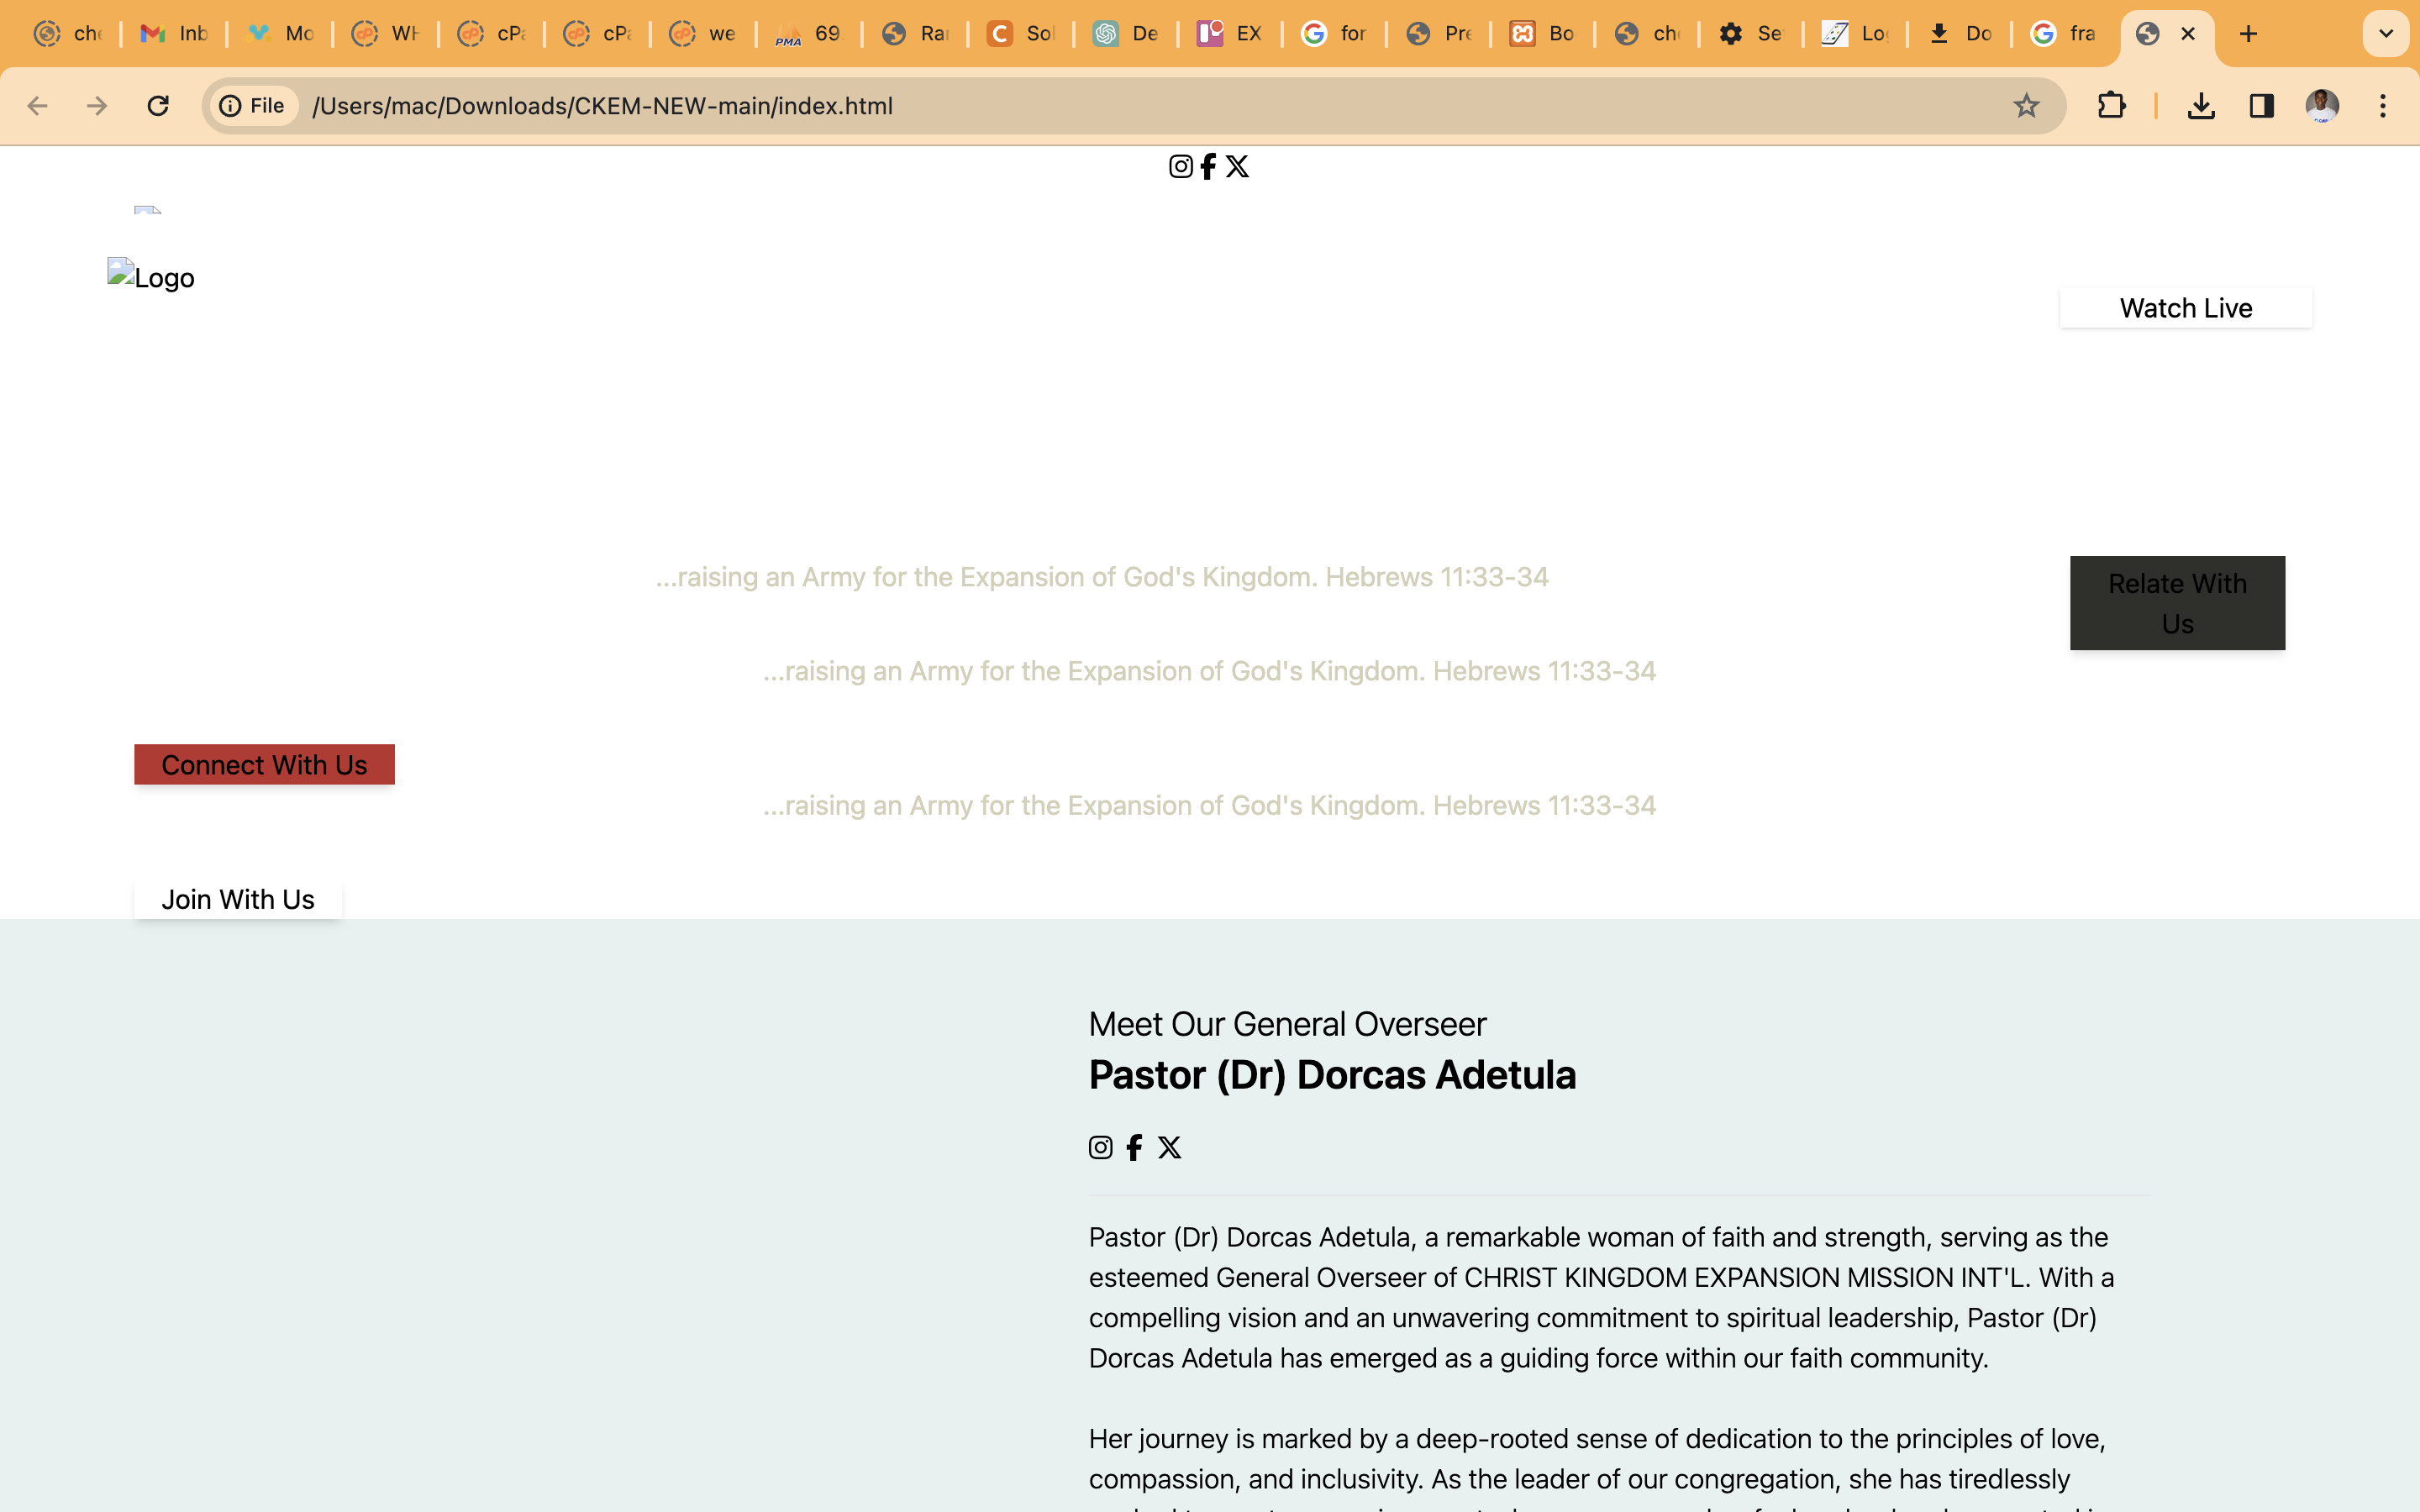 che
Inb
Mo
WH
cPa
cPa
we
PMA
69
Ran
C
Sol
De
EX
for
Pre
Bo
che
Se
Lo
Do
fra
File
/Users/mac/Downloads/CKEM-NEW-main/index.html
Logo
Watch Live
...raising an Army for the Expansion of God's Kingdom. Hebrews 11:33-34
Relate With
Us
...raising an Army for the Expansion of God's Kingdom. Hebrews 11:33-34
Connect With Us
...raising an Army for the Expansion of God's Kingdom. Hebrews 11:33-34
Join With Us
Meet Our General Overseer
Pastor (Dr) Dorcas Adetula
Pastor (Dr) Dorcas Adetula, a remarkable woman of faith and strength, serving as the
esteemed General Overseer of CHRIST KINGDOM EXPANSION MISSION INT'L. With a
compelling vision and an unwavering commitment to spiritual leadership, Pastor (Dr)
Dorcas Adetula has emerged as a guiding force within our faith community.
Her journey is marked by a deep-rooted sense of dedication to the principles of love,
compassion, and inclusivity. As the leader of our congregation, she has tirelessly